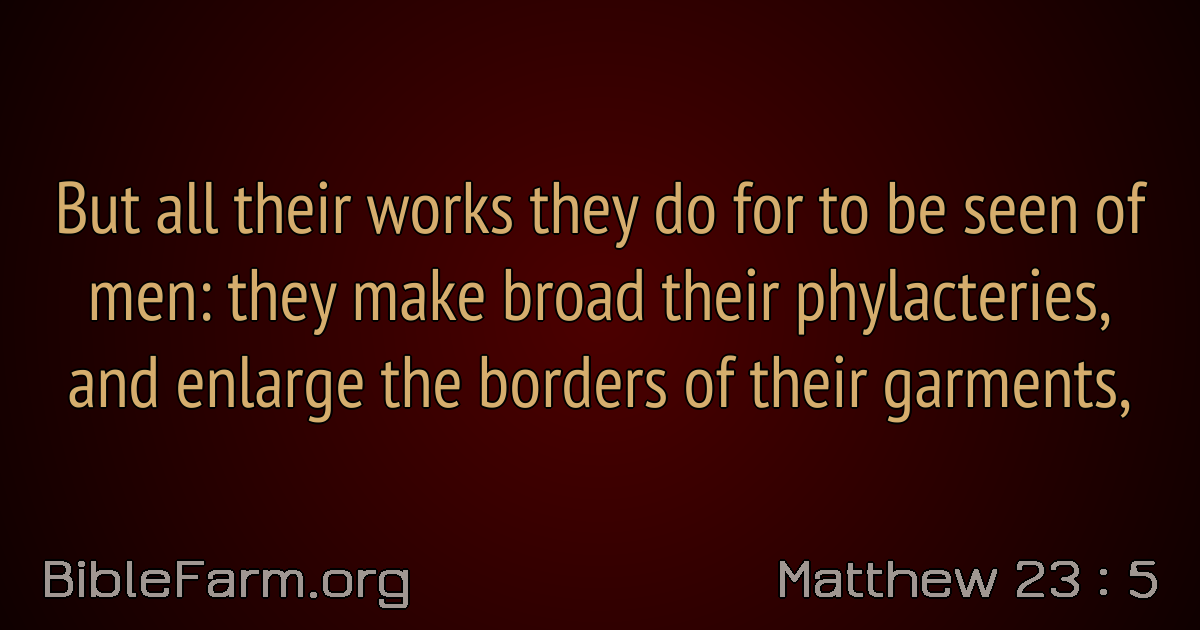 But all their works they do for to be seen of
men: they make broad their phylacteries,
and enlarge the borders of their garments,
BibleFarm.org
Matthew 23 : 5